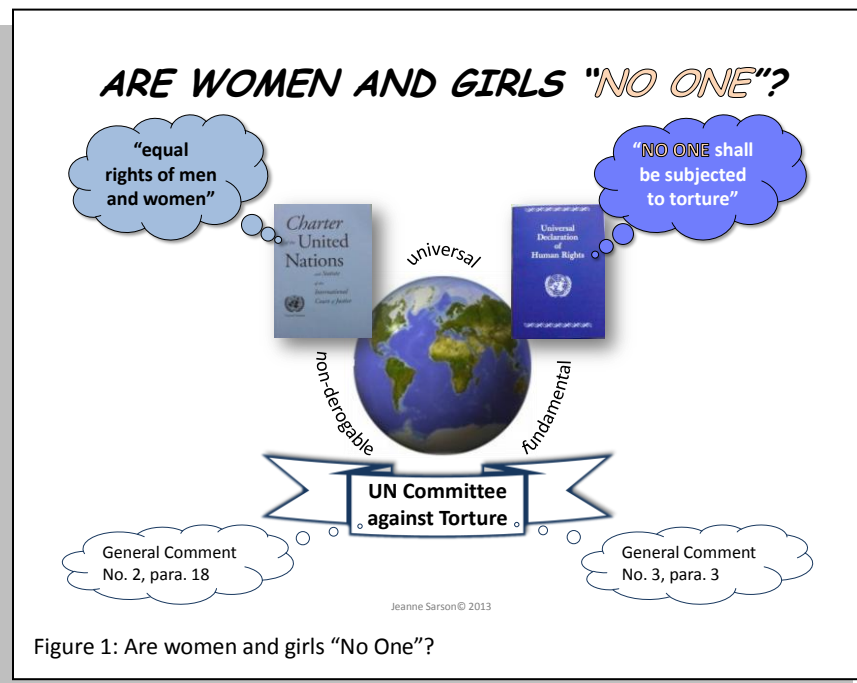 ARE WOMEN AND GIRLS "NO ONE"?
"equal
rights of men
and women"
"NO ONE shall
be subjected
to torture"
Charter
of the United
Nations
and Statute
of the
International
Court of Justice
Universal
Declaration
of
Human Rights
universal
non-derogable
fundamental
UN Committee
against Torture
General Comment
No. 2, para. 18
General Comment
No. 3, para. 3
Jeanne Sarson© 2013
Figure 1: Are women and girls "No One"?